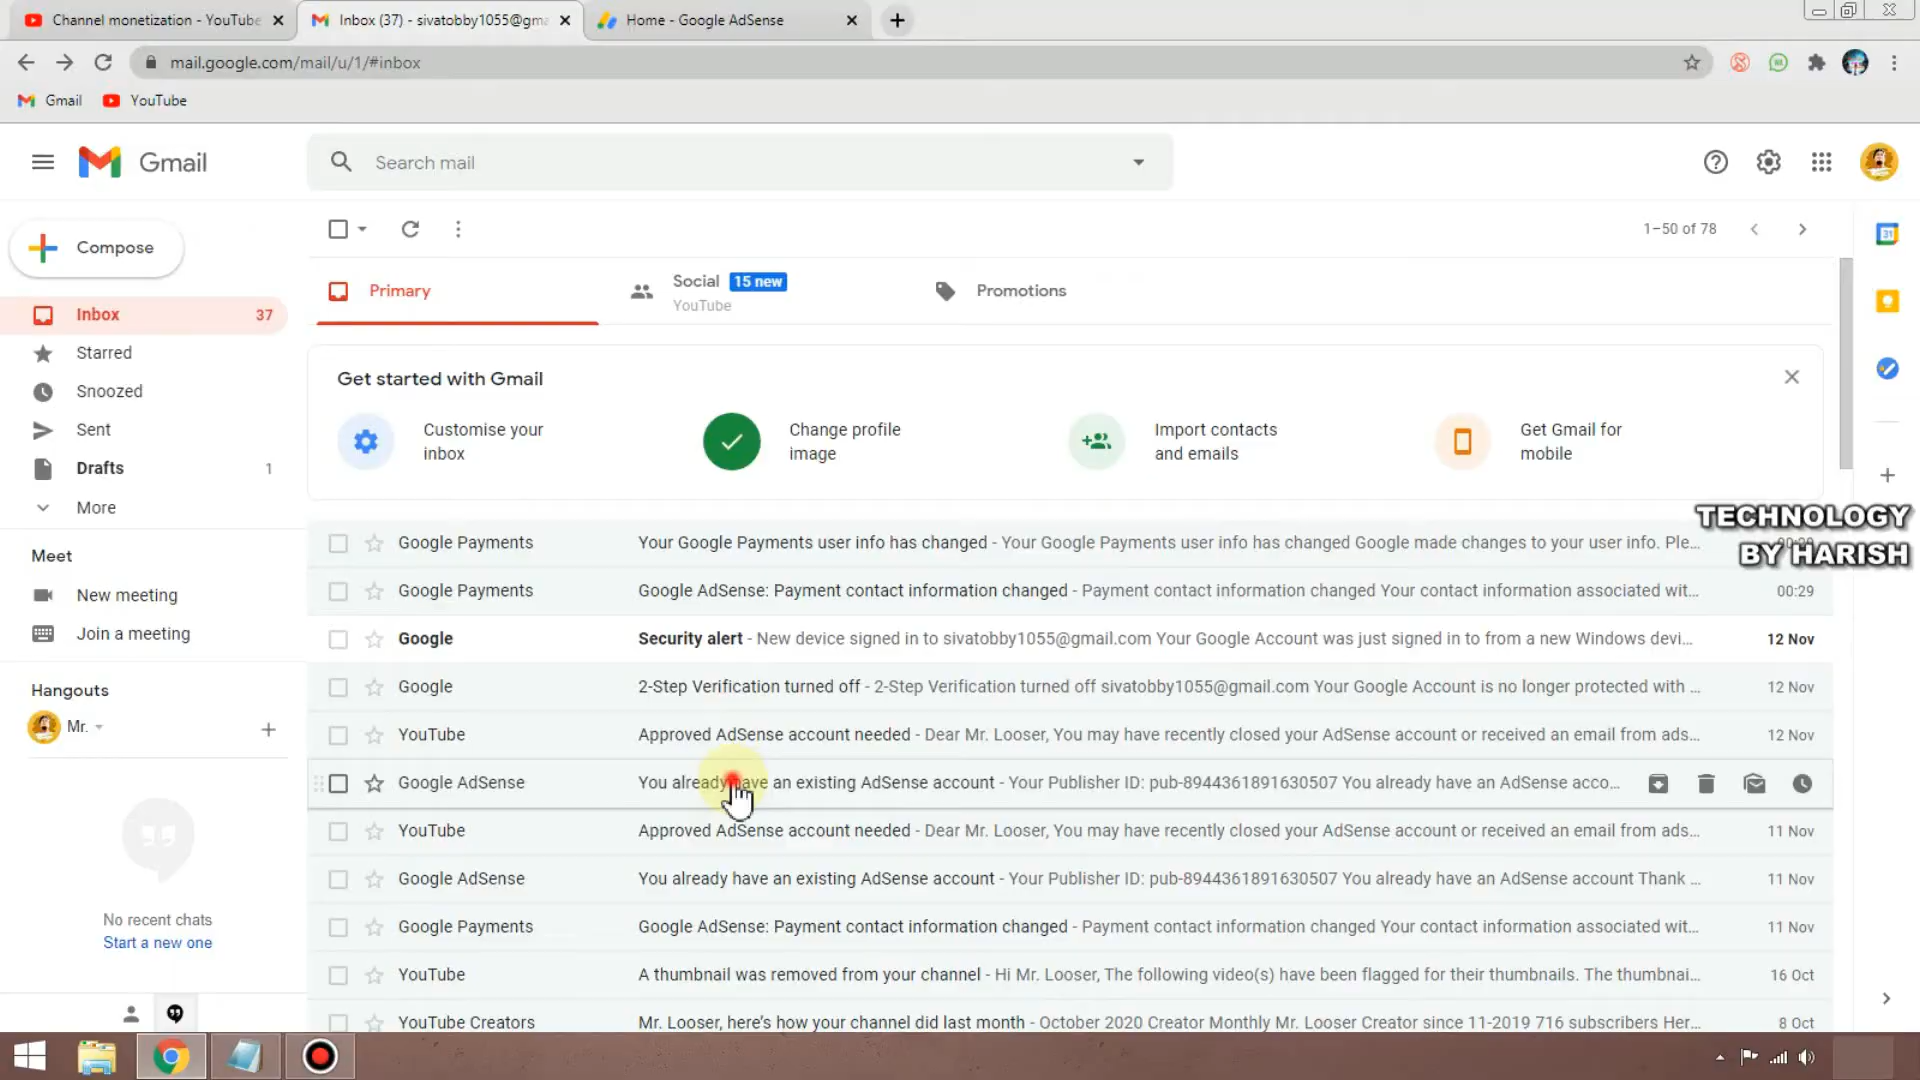 Channel monetization - YouTube
Inbox (37) - sivatobby1055@gma
Home - Google AdSense
mail.google.com/mail/u/1/#inbox
Gmail
YouTube
Gmail
Search mail
Compose
1–50 of 78
31
Primary
Social
15 new
YouTube
Promotions
Inbox
37
Starred
Snoozed
Sent
Drafts
1
More
Get started with Gmail
Customise your
inbox
Change profile
image
Import contacts
and emails
Get Gmail for
mobile
TECHNOLOGY
BY HARISH
Meet
New meeting
Join a meeting
Hangouts
Mr.
No recent chats
Start a new one
Google Payments Your Google Payments user info has changed - Your Google Payments user info has changed Google made changes to your user info. Ple...
Google Payments Google AdSense: Payment contact information changed - Payment contact information changed Your contact information associated wit... 00:29
Google Security alert - New device signed in to sivatobby1055@gmail.com Your Google Account was just signed in to from a new Windows devi... 12 Nov
Google 2-Step Verification turned off - 2-Step Verification turned off sivatobby1055@gmail.com Your Google Account is no longer protected with ... 12 Nov
YouTube Approved AdSense account needed - Dear Mr. Looser, You may have recently closed your AdSense account or received an email from ads... 12 Nov
Google AdSense You already have an existing AdSense account - Your Publisher ID: pub-8944361891630507 You already have an AdSense acco...
YouTube Approved AdSense account needed - Dear Mr. Looser, You may have recently closed your AdSense account or received an email from ads... 11 Nov
Google AdSense You already have an existing AdSense account - Your Publisher ID: pub-8944361891630507 You already have an AdSense account Thank ... 11 Nov
Google Payments Google AdSense: Payment contact information changed - Payment contact information changed Your contact information associated wit... 11 Nov
YouTube A thumbnail was removed from your channel - Hi Mr. Looser, The following video(s) have been flagged for their thumbnails. The thumbnai... 16 Oct
YouTube Creators Mr. Looser, here's how your channel did last month - October 2020 Creator Monthly Mr. Looser Creator since 11-2019 716 subscribers Her... 8 Oct